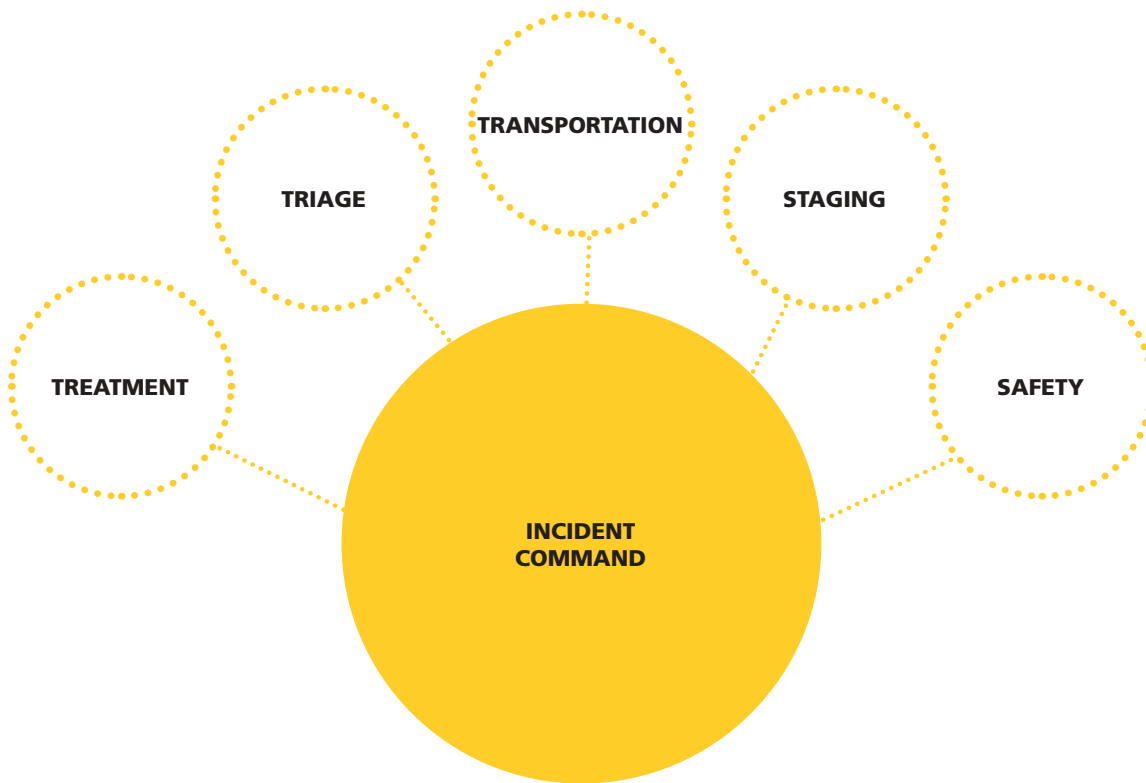 TRANSPORTATION
TRIAGE
STAGING
TREATMENT
SAFETY
INCIDENT
COMMAND